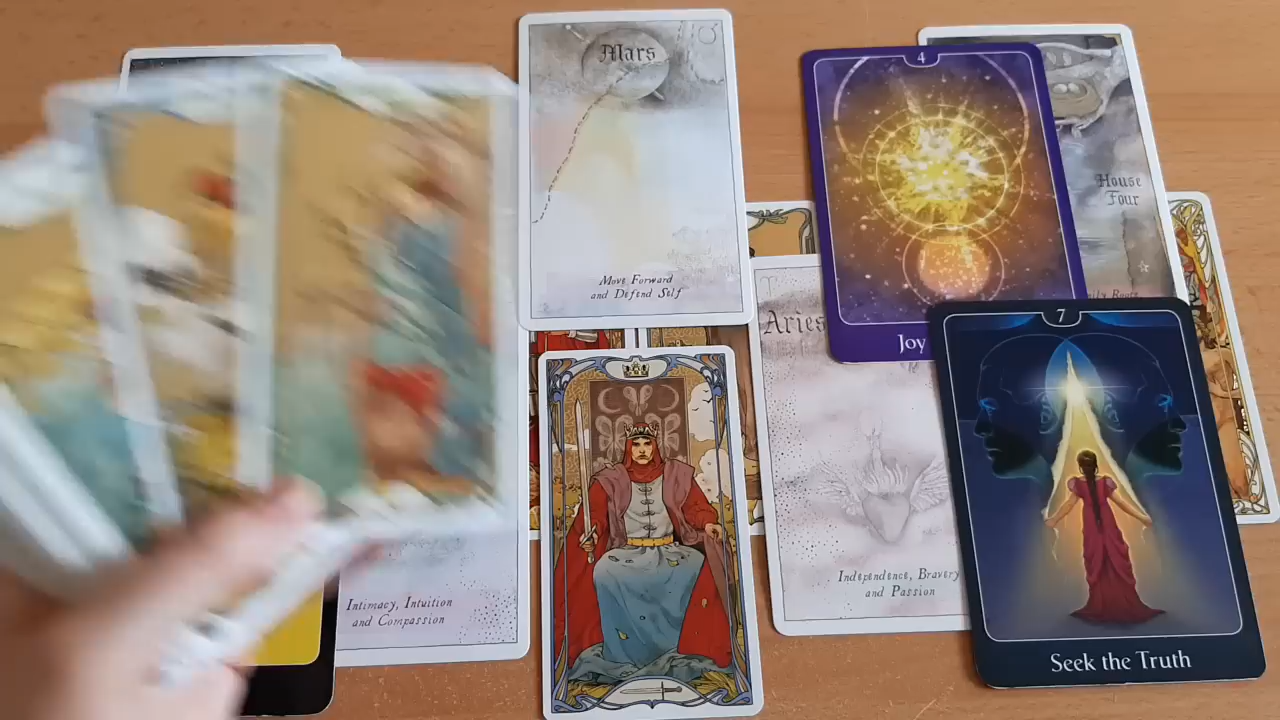 Mars
Move Forward
and Defend Self
4
Joy
House
Four
Roots
Aries
Independence, Bravery
and Passion
7
Seek the Truth
Intimacy, Intuition
and Compassion